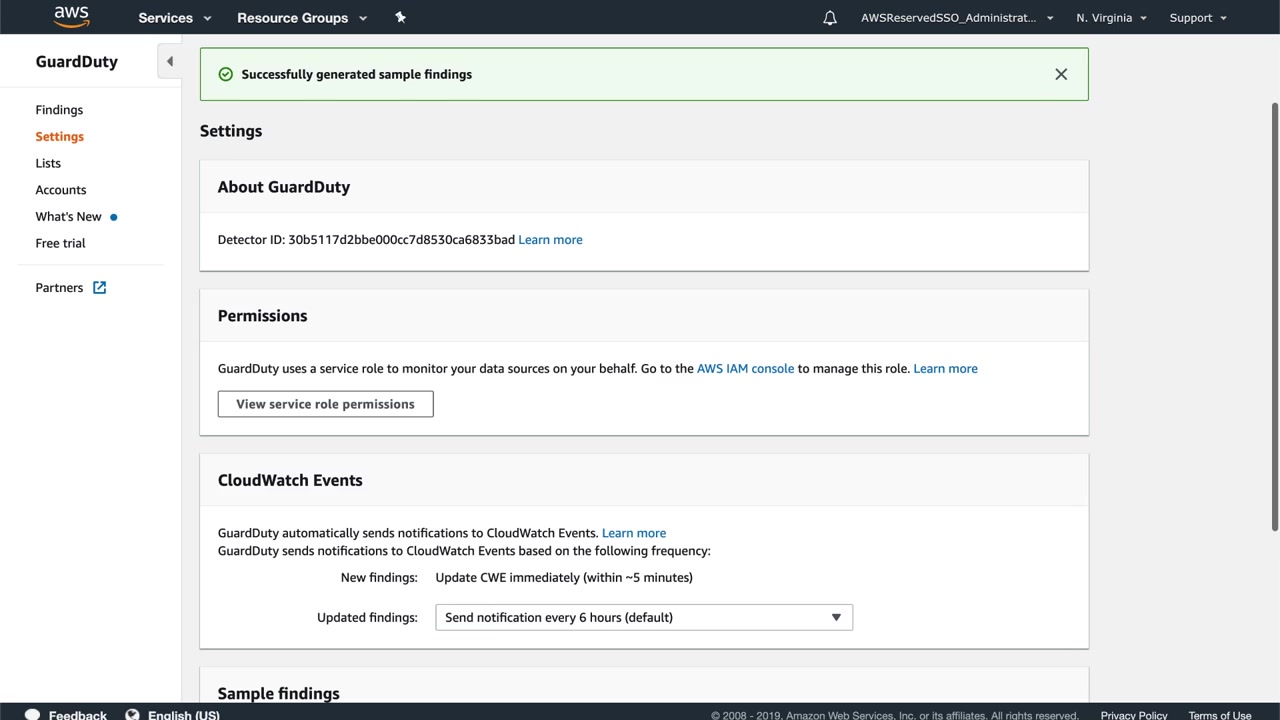 aws Services Resource Groups AWSReservedSSO_Administrat... N. Virginia Support
GuardDuty
Findings
Settings
Lists
Accounts
What's New
Free trial
Partners
Successfully generated sample findings
Settings
About GuardDuty
Detector ID: 30b5117d2bbe000cc7d8530ca6833bad Learn more
Permissions
GuardDuty uses a service role to monitor your data sources on your behalf. Go to the AWS IAM console to manage this role. Learn more
View service role permissions
CloudWatch Events
GuardDuty automatically sends notifications to CloudWatch Events. Learn more
GuardDuty sends notifications to CloudWatch Events based on the following frequency:
New findings: Update CWE immediately (within ~5 minutes)
Updated findings: Send notification every 6 hours (default)
Sample findings
Feedback English (US) © 2008 - 2019, Amazon Web Services, Inc. or its affiliates. All rights reserved. Privacy Policy Terms of Use